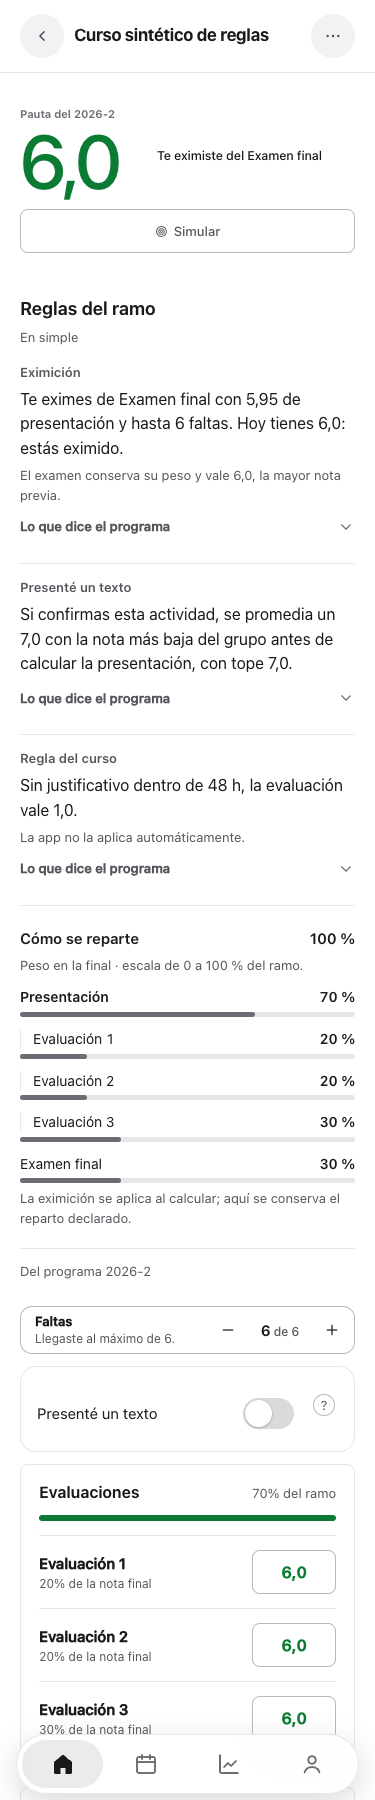 Curso sintético de reglas
Pauta del 2026-2
6,0
Te eximiste del Examen final
Simular
Reglas del ramo
En simple
Eximición
Te eximes de Examen final con 5,95 de
presentación y hasta 6 faltas. Hoy tienes 6,0:
estás eximido.
El examen conserva su peso y vale 6,0, la mayor nota
previa.
Lo que dice el programa
Presenté un texto
Si confirmas esta actividad, se promedia un
7,0 con la nota más baja del grupo antes de
calcular la presentación, con tope 7,0.
Lo que dice el programa
Regla del curso
Sin justificativo dentro de 48 h, la evaluación
vale 1,0.
La app no la aplica automáticamente.
Lo que dice el programa
Cómo se reparte 100 %
Peso en la final · escala de 0 a 100 % del ramo.
Presentación 70 %
Evaluación 1 20 %
Evaluación 2 20 %
Evaluación 3 30 %
Examen final 30 %
La eximición se aplica al calcular; aquí se conserva el
reparto declarado.
Del programa 2026-2
Faltas
Llegaste al máximo de 6.
− 6 de 6 +
Presenté un texto ?
Evaluaciones 70% del ramo
Evaluación 1
20% de la nota final
6,0
Evaluación 2
20% de la nota final
6,0
Evaluación 3
30% de la nota final
6,0